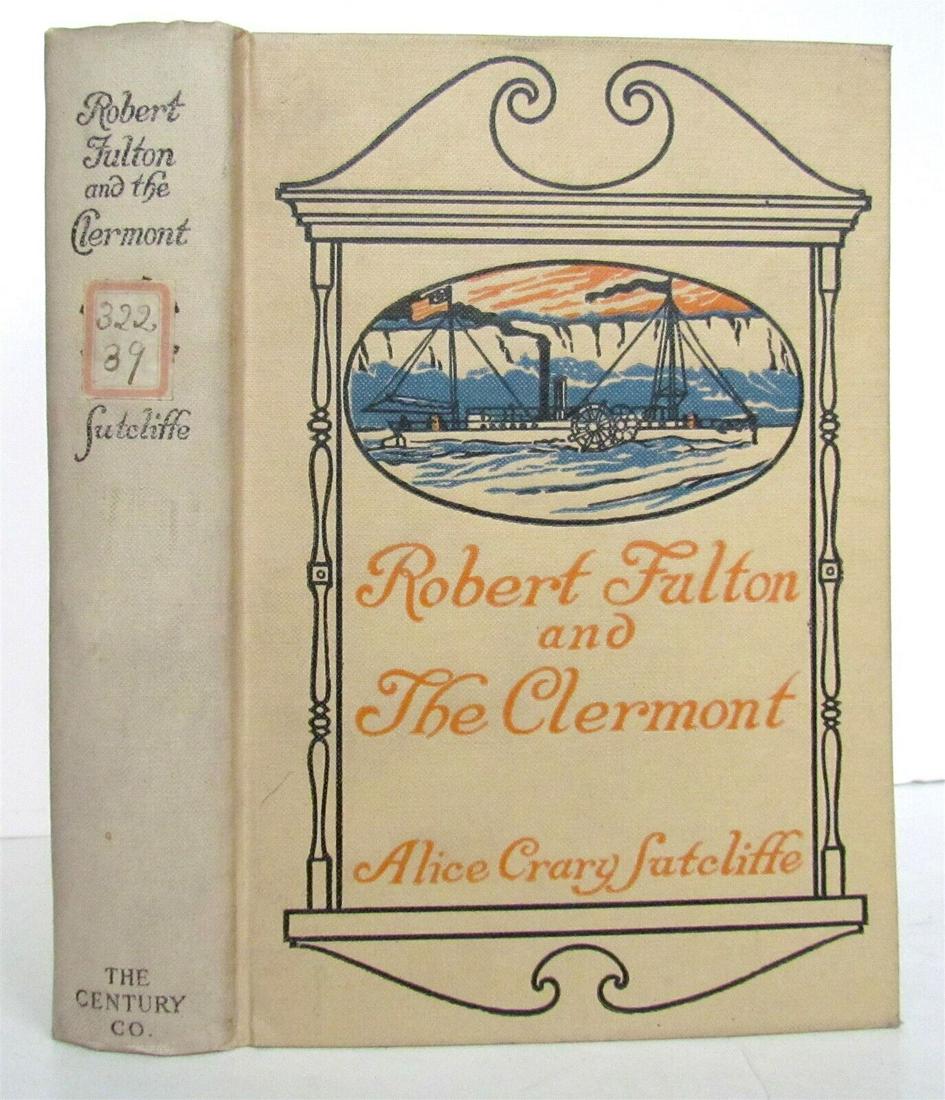 Robert
Fulton
and the
Clermont
322
39
Sutcliffe
THE
CENTURY
CO.
Robert Fulton
and
The Clermont
Alice Crary Sutcliffe